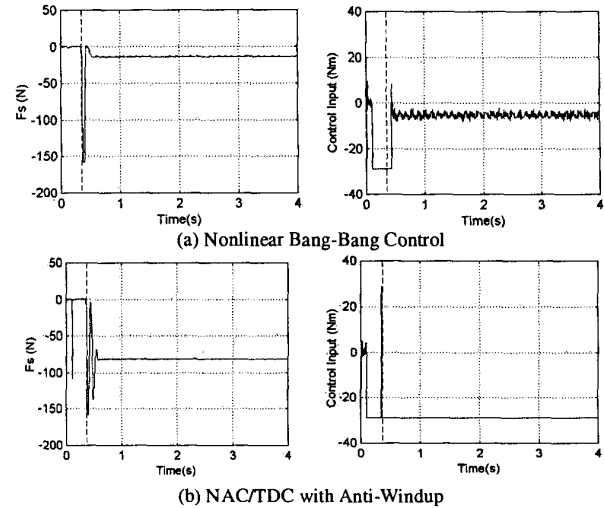 50
0
-50
-100
-150
-200
Fs (N)
0 1 2 3 4
Time(s)
40
20
0
-20
-40
Control Input (Nm)
0 1 2 3 4
Time(s)
(a) Nonlinear Bang-Bang Control
50
0
-50
-100
-150
-200
Fs (N)
0 1 2 3 4
Time(s)
40
20
0
-20
-40
Control Input (Nm)
0 1 2 3 4
Time(s)
(b) NAC/TDC with Anti-Windup